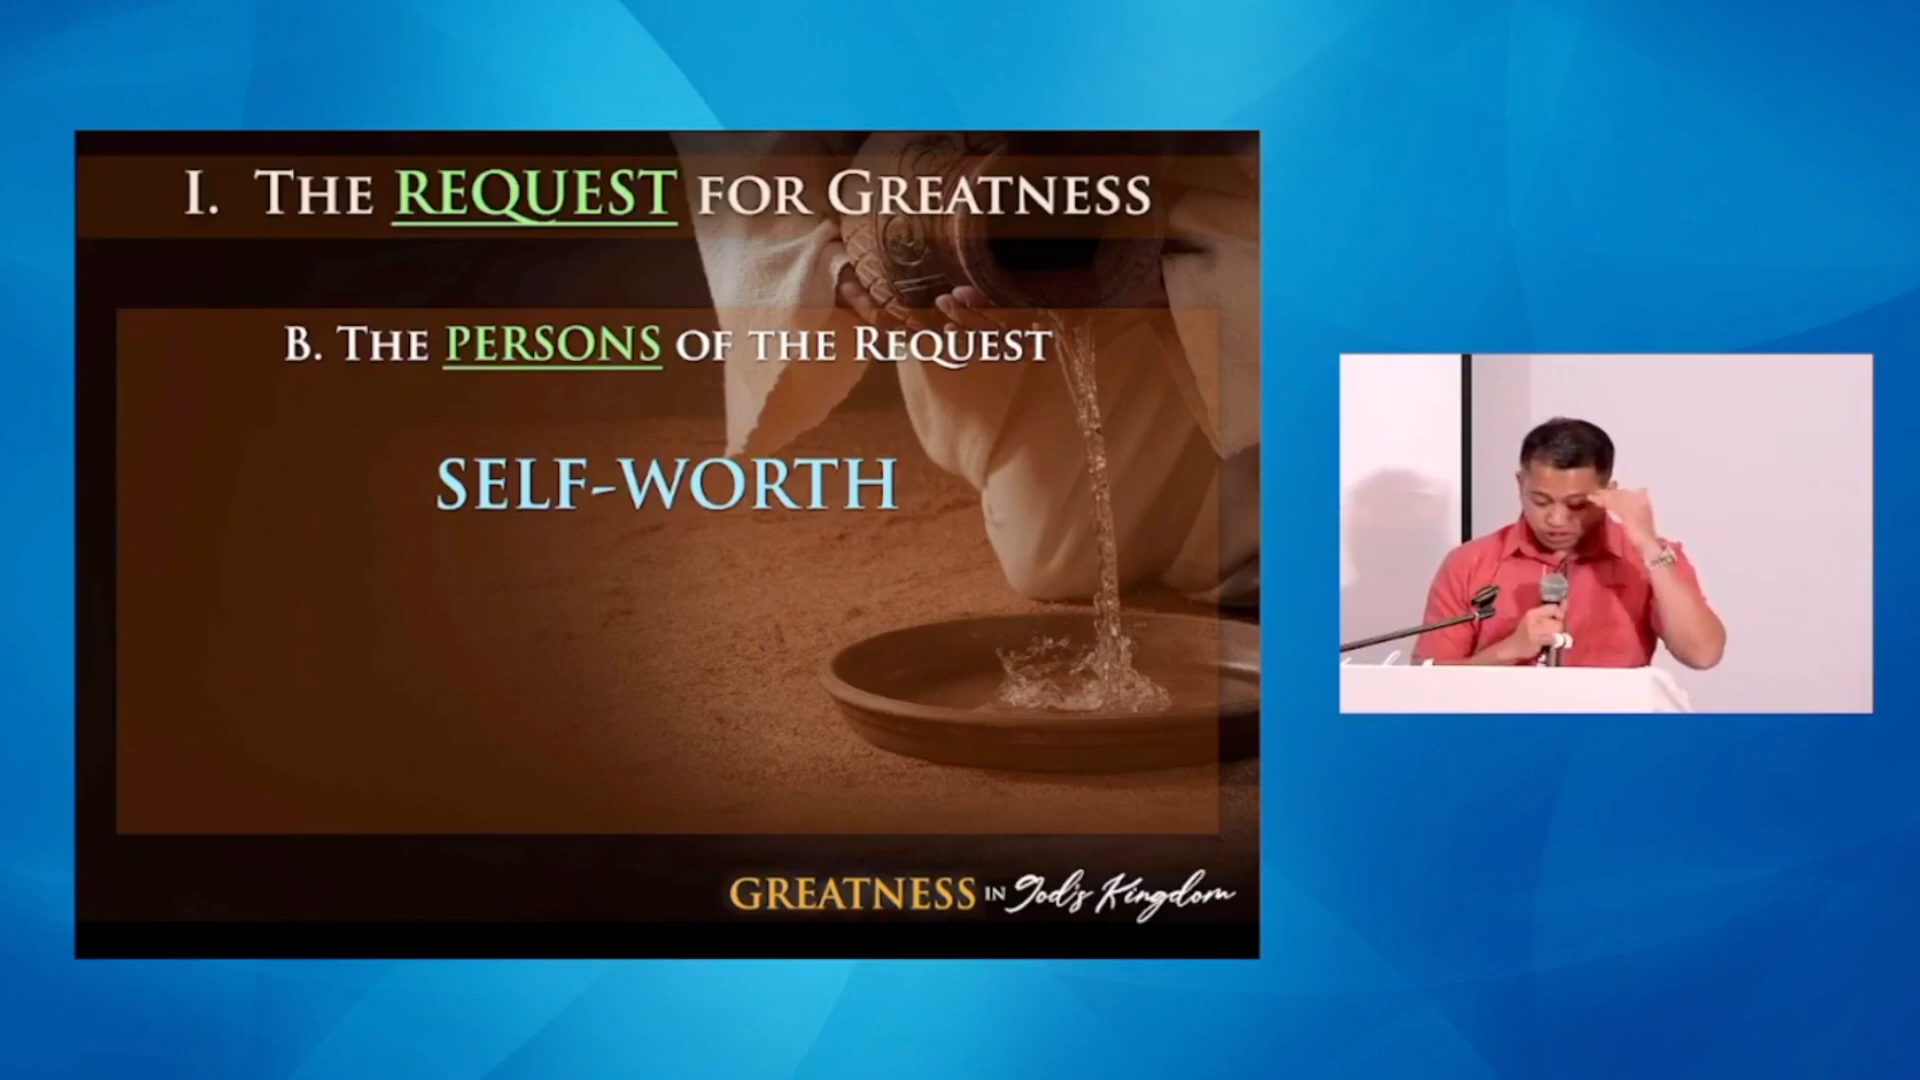 I. THE REQUEST FOR GREATNESS
B. THE PERSONS OF THE REQUEST
SELF-WORTH
GREATNESS IN God's Kingdom